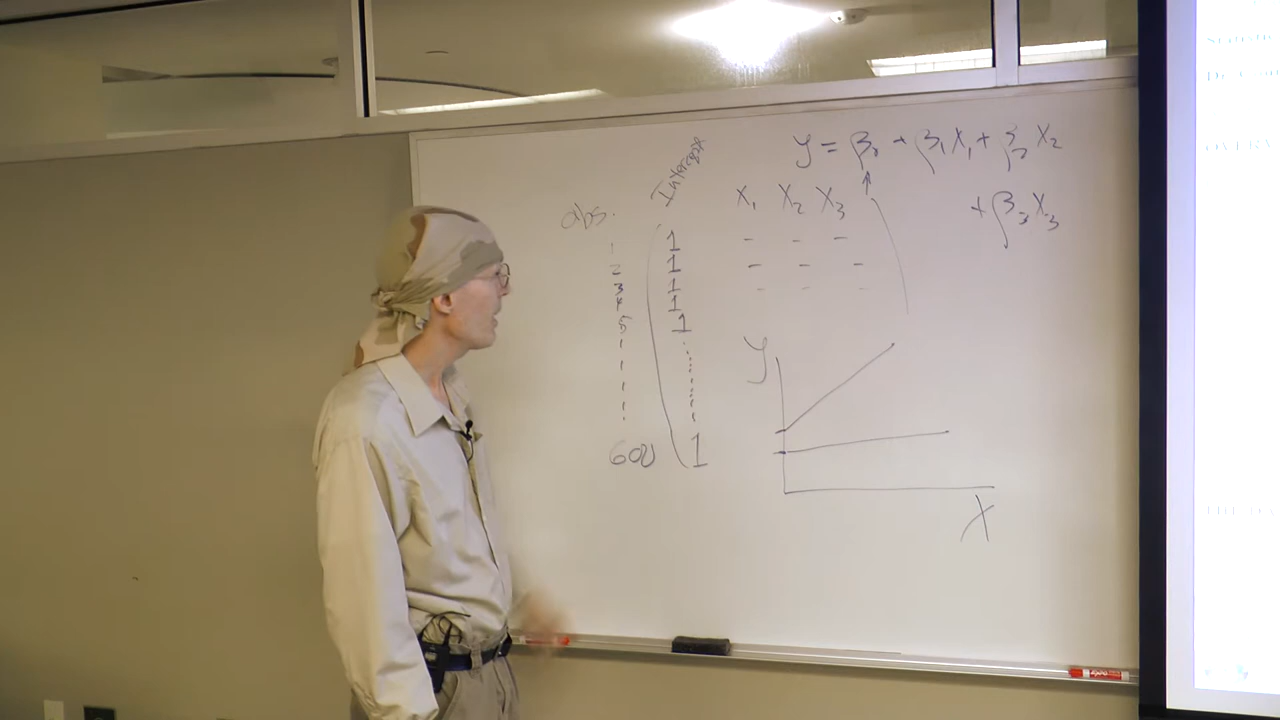 y = β₀ + β₁X₁ + β₂X₂
+ β₃X₃
Intercept
obs.
X₁ X₂ X₃
1 1
2 1
3 1
4 1
5 1
600 1
y
X
EXPO